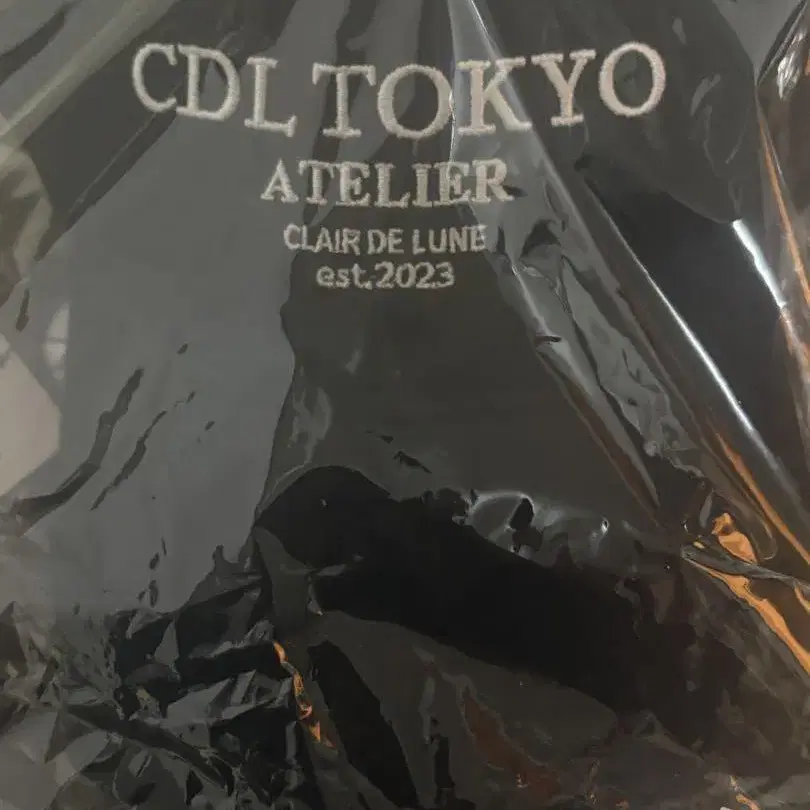 CDL TOKYO
ATELIER
CLAIR DE LUNE
est.2023